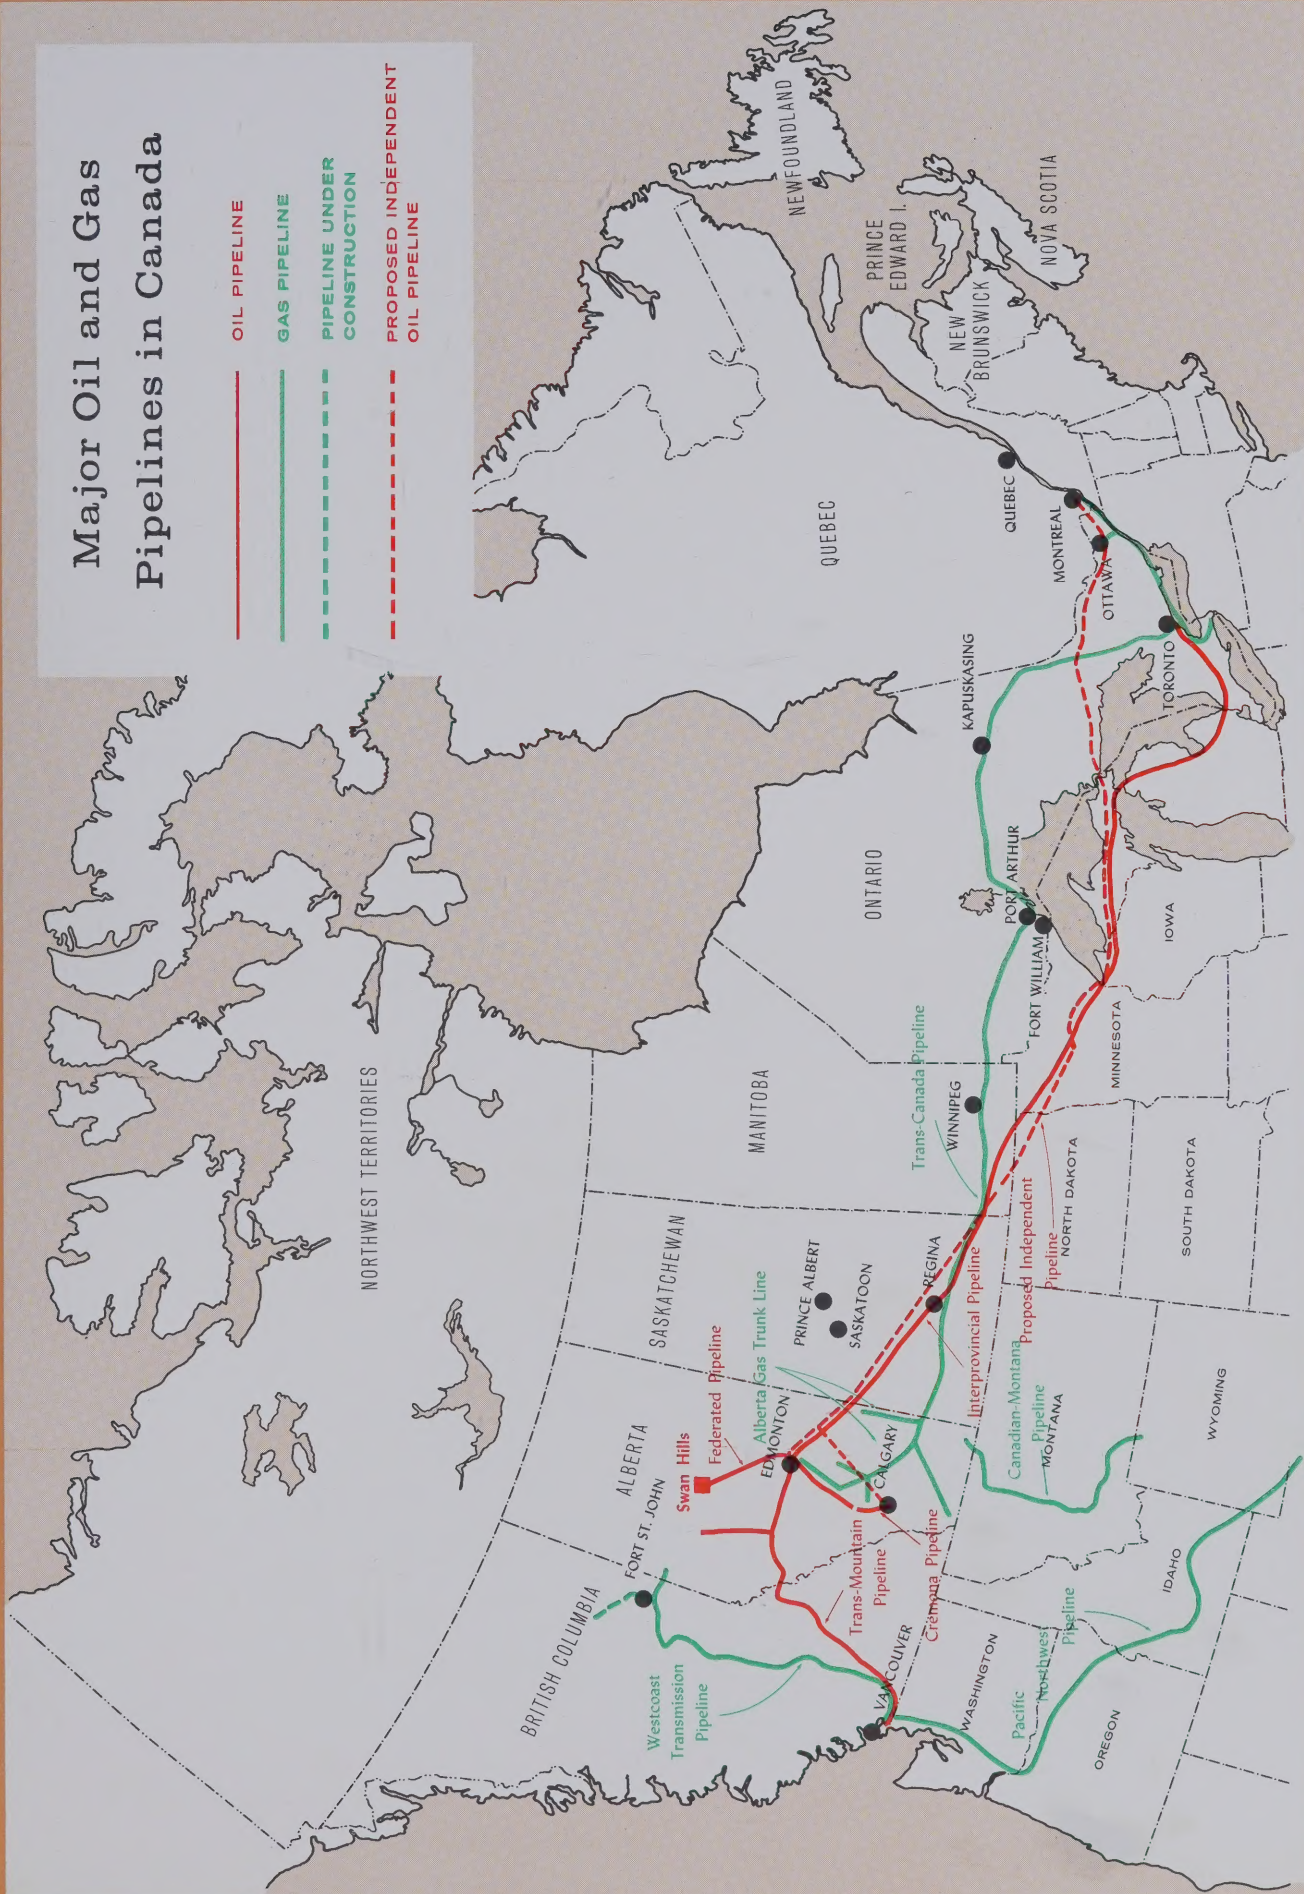 Major Oil and Gas
Pipelines in Canada
OIL PIPELINE
GAS PIPELINE
PIPELINE UNDER
CONSTRUCTION
PROPOSED INDEPENDENT
OIL PIPELINE
NORTHWEST TERRITORIES
BRITISH COLUMBIA
ALBERTA
SASKATCHEWAN
MANITOBA
ONTARIO
QUEBEC
NEWFOUNDLAND
PRINCE
EDWARD I.
NEW
BRUNSWICK
NOVA SCOTIA
FORT ST. JOHN
Swan Hills
Federated Pipeline
EDMONTON
Alberta Gas Trunk Line
PRINCE ALBERT
SASKATOON
CALGARY
REGINA
WINNIPEG
Trans-Canada Pipeline
PORT ARTHUR
FORT WILLIAM
KAPUSKASING
TORONTO
OTTAWA
MONTREAL
QUEBEC
Westcoast
Transmission
Pipeline
Trans-Mountain
Pipeline
Cremona Pipeline
VANCOUVER
Interprovincial Pipeline
Proposed Independent
Pipeline
Canadian-Montana
Pipeline
Pacific
Northwest
Pipeline
WASHINGTON
OREGON
IDAHO
MONTANA
WYOMING
NORTH DAKOTA
SOUTH DAKOTA
MINNESOTA
IOWA